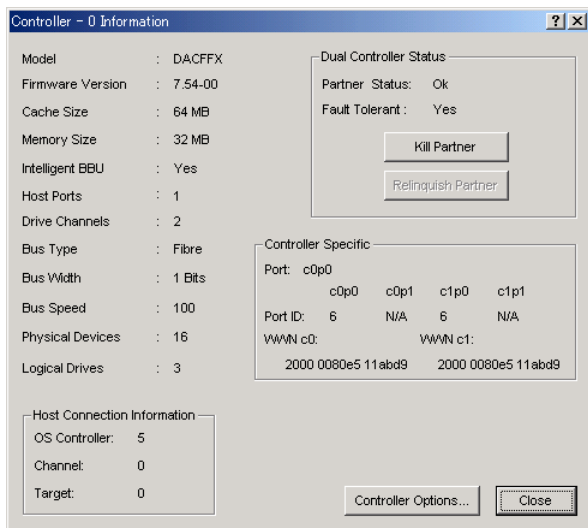 Controller - 0 Information
Model : DACFFX
Firmware Version : 7.54-00
Cache Size : 64 MB
Memory Size : 32 MB
Intelligent BBU : Yes
Host Ports : 1
Drive Channels : 2
Bus Type : Fibre
Bus Width : 1 Bits
Bus Speed : 100
Physical Devices : 16
Logical Drives : 3
Host Connection Information
OS Controller: 5
Channel: 0
Target: 0
Dual Controller Status
Partner Status: Ok
Fault Tolerant : Yes
Kill Partner
Relinquish Partner
Controller Specific
Port: c0p0
c0p0 c0p1 c1p0 c1p1
Port ID: 6 N/A 6 N/A
WWN c0: WWN c1:
2000 0080e5 11abd9 2000 0080e5 11abd9
Controller Options...
Close